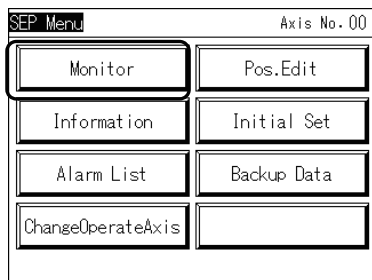 SEP Menu Axis No.00
Monitor Pos.Edit
Information Initial Set
Alarm List Backup Data
ChangeOperateAxis